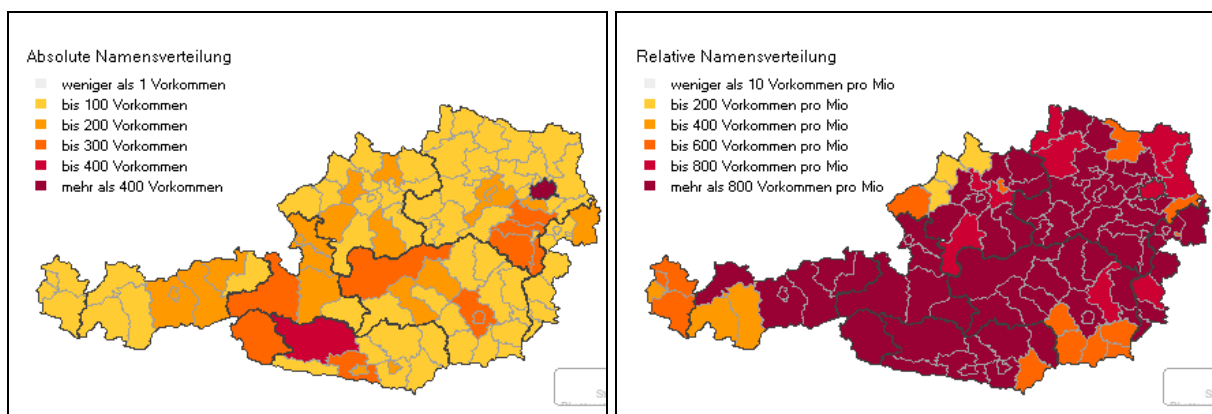 Absolute Namensverteilung
weniger als 1 Vorkommen
bis 100 Vorkommen
bis 200 Vorkommen
bis 300 Vorkommen
bis 400 Vorkommen
mehr als 400 Vorkommen
Relative Namensverteilung
weniger als 10 Vorkommen pro Mio
bis 200 Vorkommen pro Mio
bis 400 Vorkommen pro Mio
bis 600 Vorkommen pro Mio
bis 800 Vorkommen pro Mio
mehr als 800 Vorkommen pro Mio